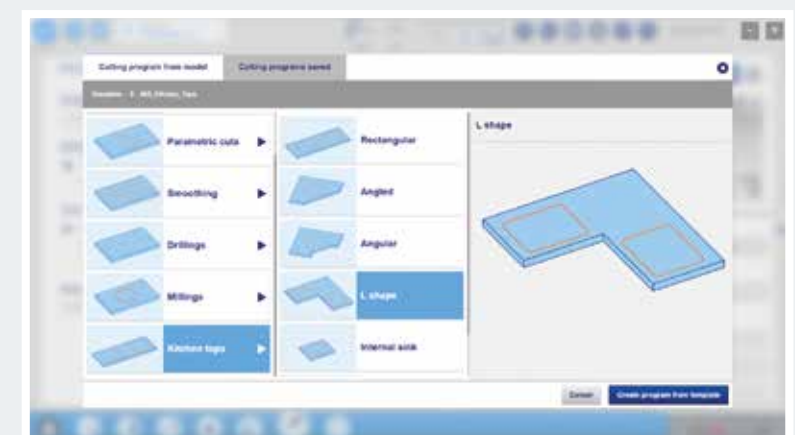 Cutting program from model
Cutting programs saved
Parametric cuts
Smoothing
Drillings
Millings
Kitchen tops
Rectangular
Angled
Angular
L shape
Internal sink
L shape
Cancel
Create program from template